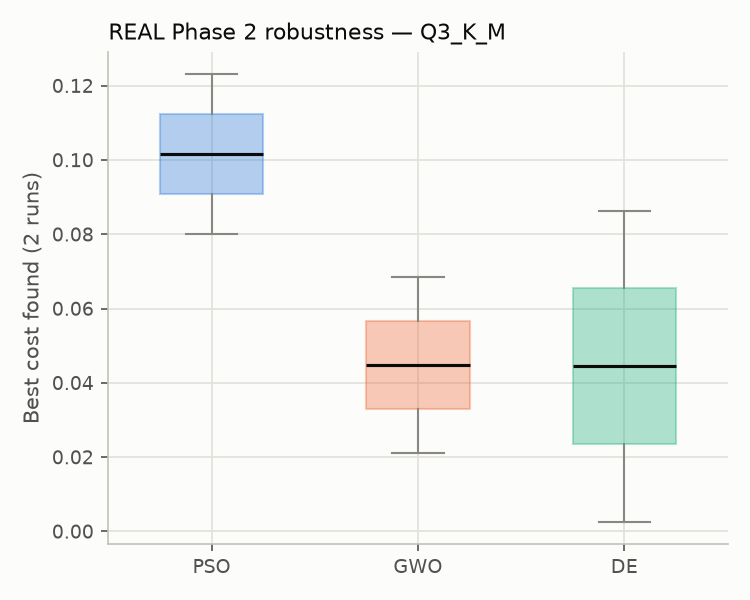 REAL Phase 2 robustness — Q3_K_M
Best cost found (2 runs)
0.12
0.10
0.08
0.06
0.04
0.02
0.00
PSO
GWO
DE